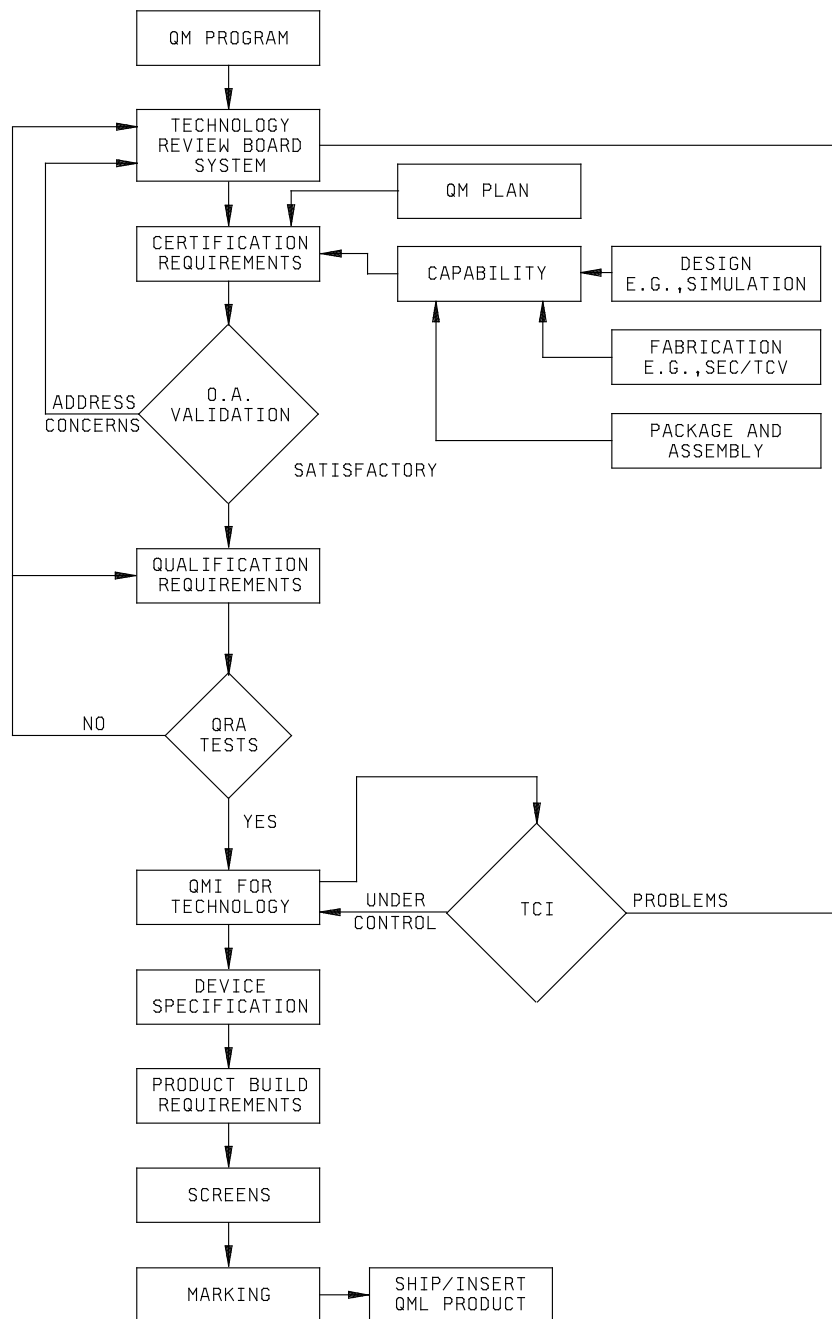 QM PROGRAM
TECHNOLOGY
REVIEW BOARD
SYSTEM
QM PLAN
CERTIFICATION
REQUIREMENTS
CAPABILITY
DESIGN
E.G.,SIMULATION
FABRICATION
E.G.,SEC/TCV
PACKAGE AND
ASSEMBLY
O.A.
VALIDATION
ADDRESS
CONCERNS
SATISFACTORY
QUALIFICATION
REQUIREMENTS
QRA
TESTS
NO
YES
QMI FOR
TECHNOLOGY
UNDER
CONTROL
TCI
PROBLEMS
DEVICE
SPECIFICATION
PRODUCT BUILD
REQUIREMENTS
SCREENS
MARKING
SHIP/INSERT
QML PRODUCT